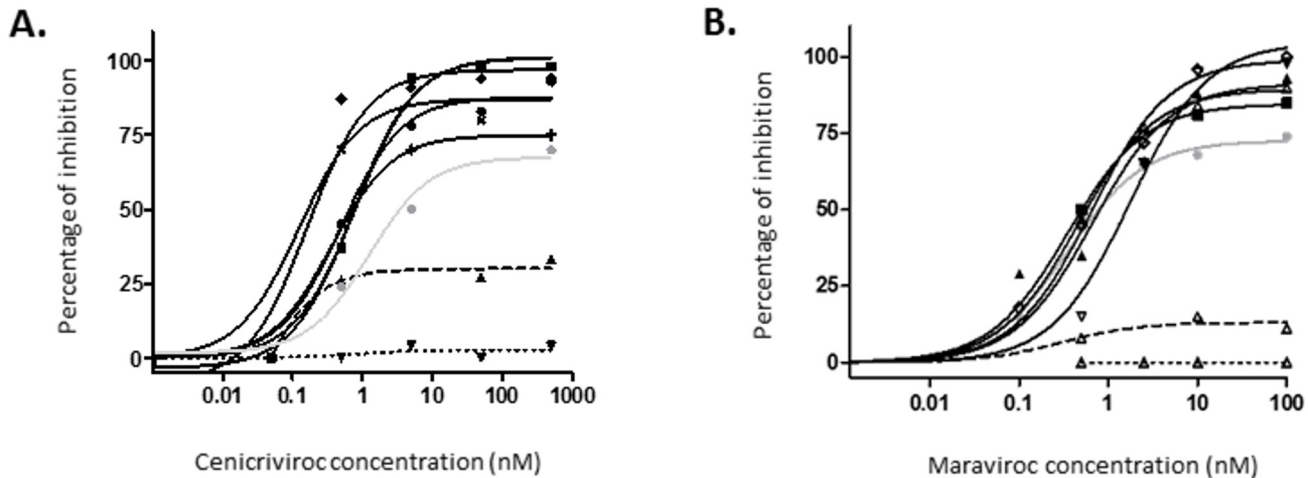 A.
Percentage of inhibition
100
75
50
25
0
0.01 0.1 1 10 100 1000
Cenicriviroc concentration (nM)
B.
Percentage of inhibition
100
75
50
25
0
0.01 0.1 1 10 100
Maraviroc concentration (nM)